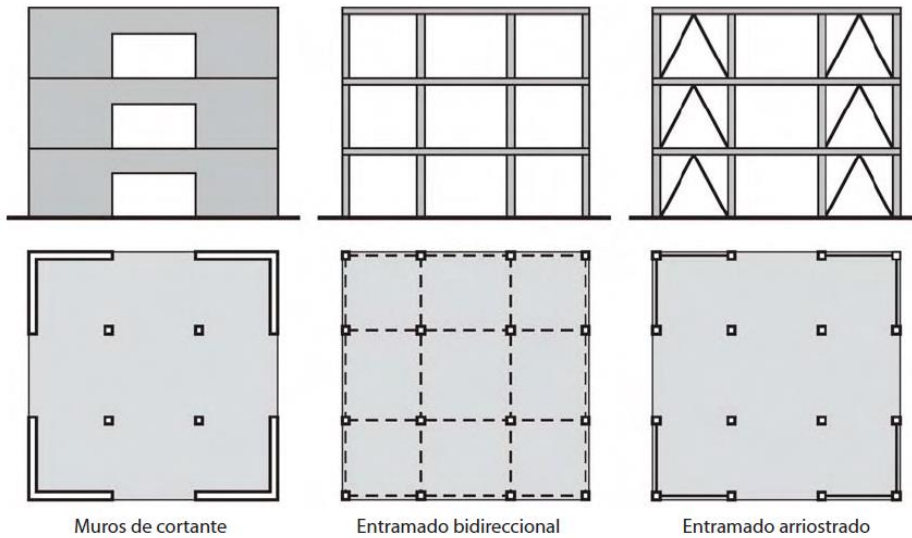 Muros de cortante
Entramado bidireccional
Entramado arriostrado